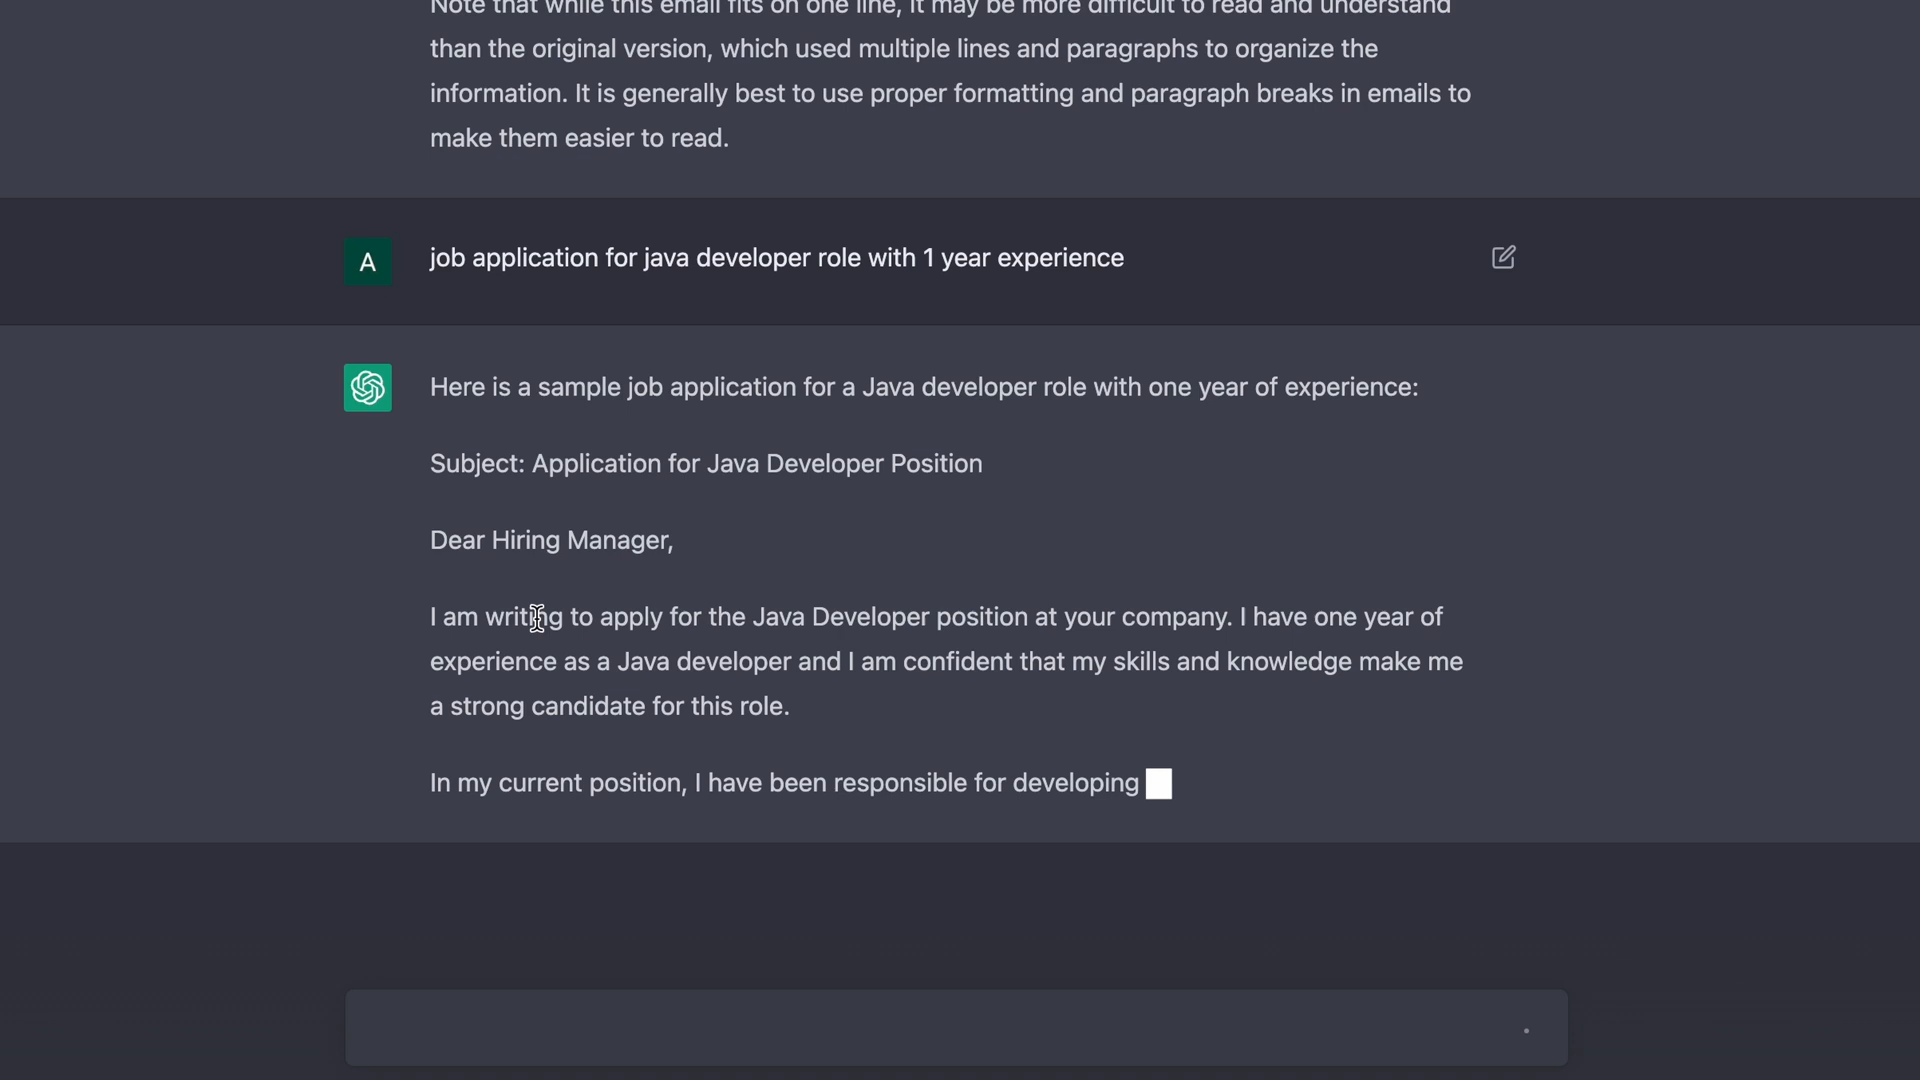 Note that while this email fits on one line, it may be more difficult to read and understand
than the original version, which used multiple lines and paragraphs to organize the
information. It is generally best to use proper formatting and paragraph breaks in emails to
make them easier to read.
A
job application for java developer role with 1 year experience
Here is a sample job application for a Java developer role with one year of experience:
Subject: Application for Java Developer Position
Dear Hiring Manager,
I am writing to apply for the Java Developer position at your company. I have one year of
experience as a Java developer and I am confident that my skills and knowledge make me
a strong candidate for this role.
In my current position, I have been responsible for developing